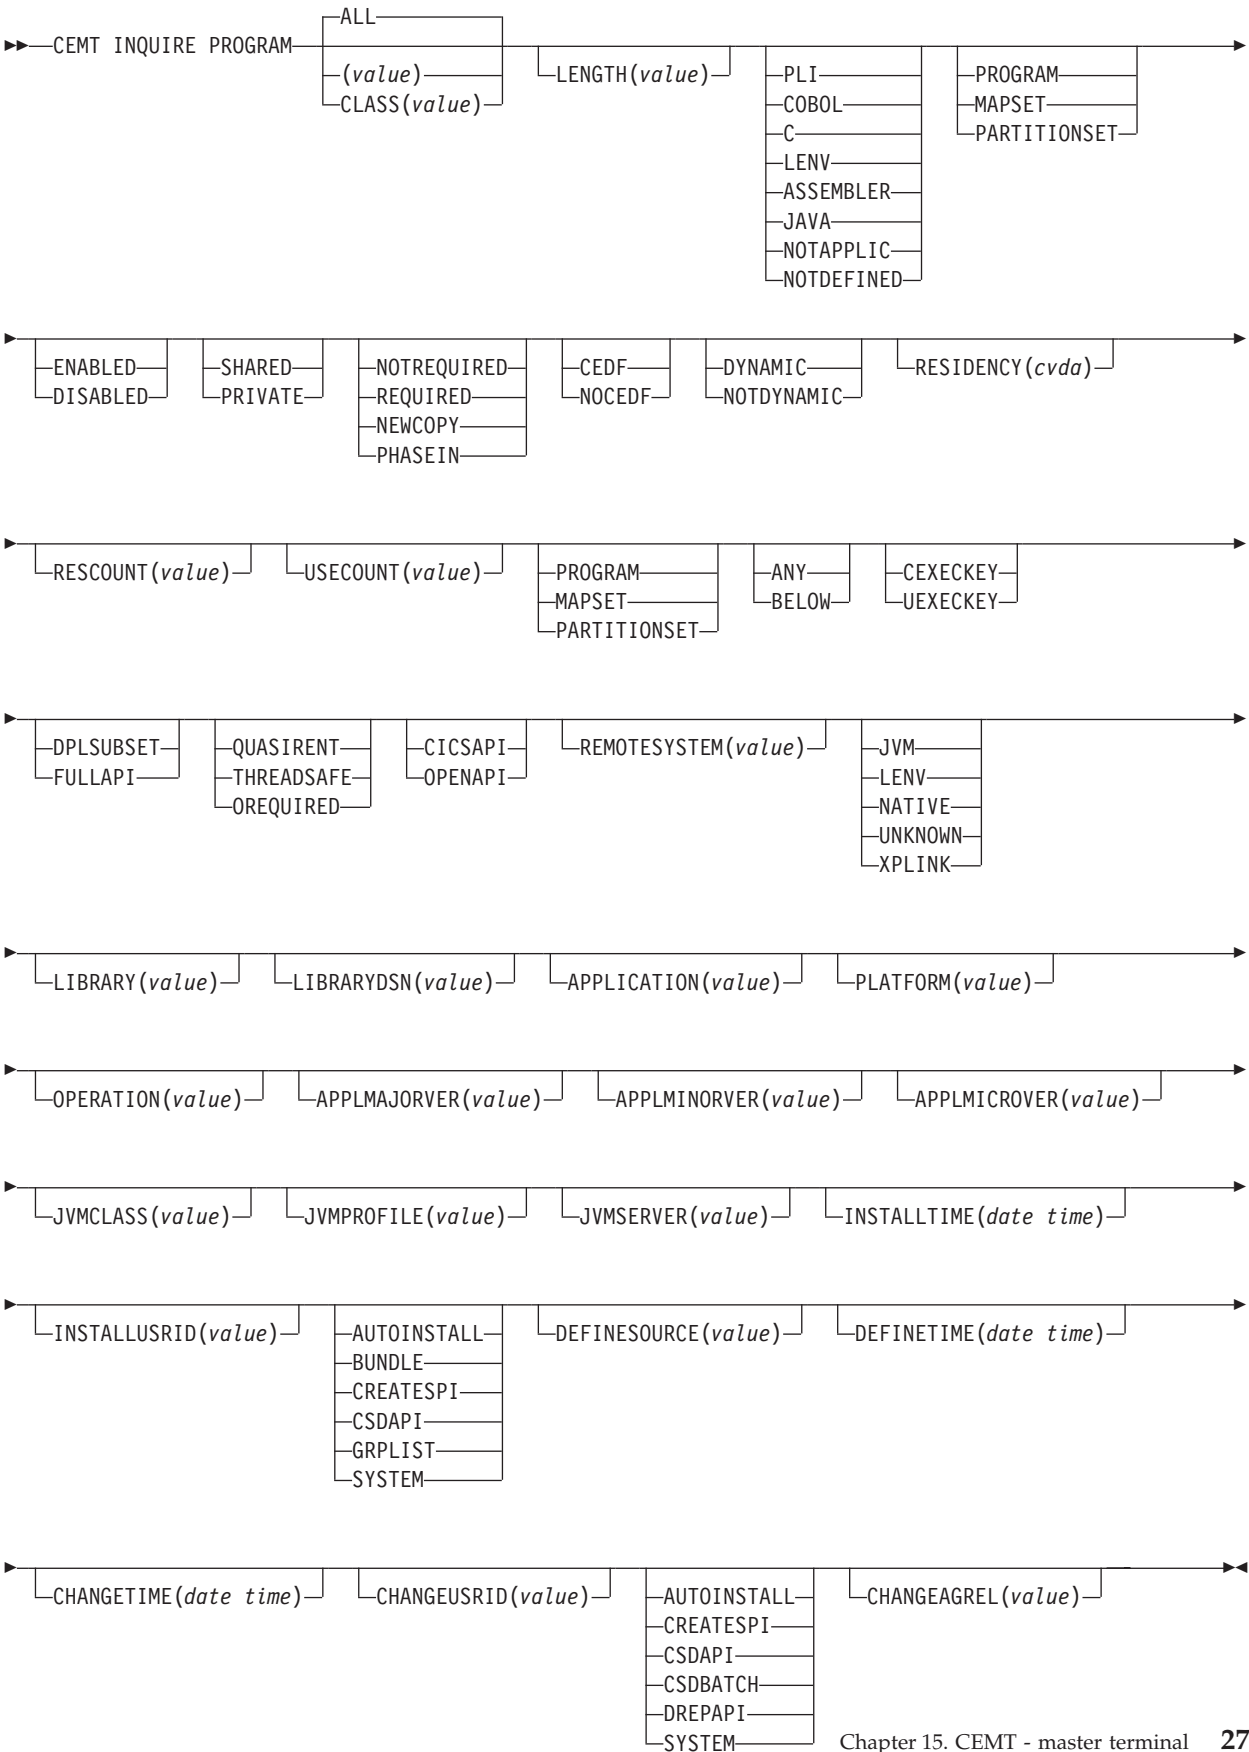 ALL
CEMT INQUIRE PROGRAM
(value) LENGTH(value) PLI PROGRAM
CLASS(value) COBOL MAPSET
C PARTITIONSET
LENV
ASSEMBLER
JAVA
NOTAPPLIC
NOTDEFINED
ENABLED SHARED NOTREQUIRED CEDF DYNAMIC RESIDENCY(cvda)
DISABLED PRIVATE REQUIRED NOCEDF NOTDYNAMIC
NEWCOPY
PHASEIN
RESCOUNT(value) USECOUNT(value) PROGRAM ANY CEXECKEY
MAPSET BELOW UEXECKEY
PARTITIONSET
DPLSUBSET QUASIRENT CICSAPI REMOTESYSTEM(value) JVM
FULLAPI THREADSAFE OPENAPI LENV
OREQUIRED NATIVE
UNKNOWN
XPLINK
LIBRARY(value) LIBRARYDSN(value) APPLICATION(value) PLATFORM(value)
OPERATION(value) APPLMAJORVER(value) APPLMINORVER(value) APPLMICROVER(value)
JVMCLASS(value) JVMPROFILE(value) JVMSERVER(value) INSTALLTIME(date time)
INSTALLUSRID(value) AUTOINSTALL DEFINESOURCE(value) DEFINETIME(date time)
BUNDLE
CREATESPI
CSDAPI
GRPLIST
SYSTEM
CHANGETIME(date time) CHANGEUSRID(value) AUTOINSTALL CHANGEAGREL(value)
CREATESPI
CSDAPI
CSDBATCH
DREPAPI
SYSTEM
Chapter 15. CEMT - master terminal 27